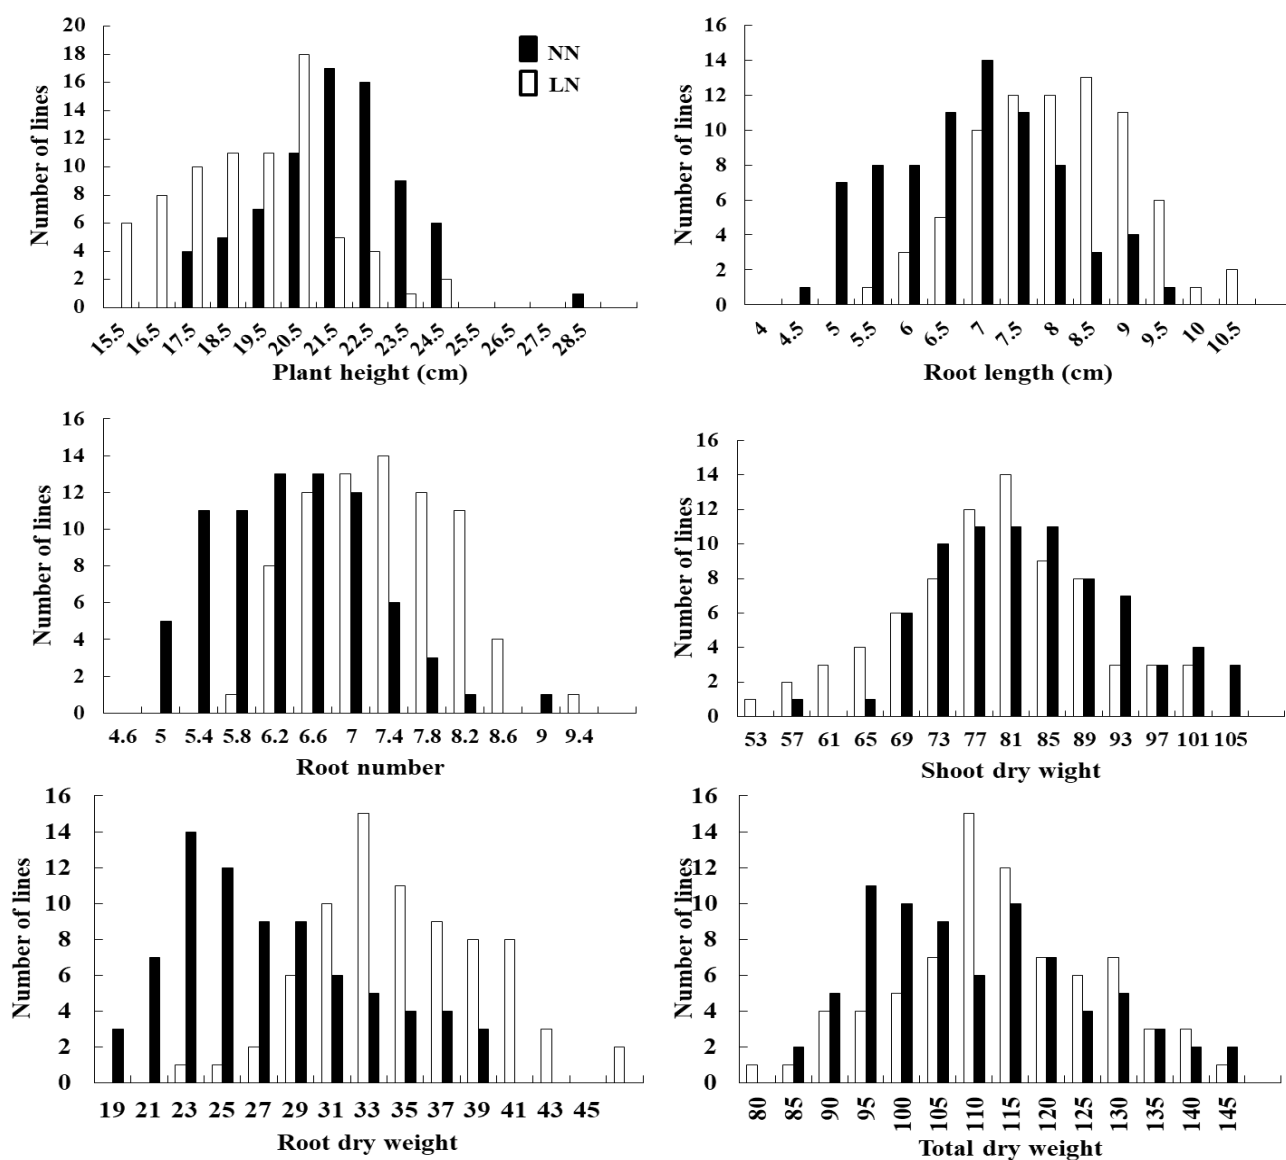 20
18
16
14
12
10
8
6
4
2
0
Number of lines
NN
LN
15.5 16.5 17.5 18.5 19.5 20.5 21.5 22.5 23.5 24.5 25.5 26.5 27.5 28.5
Plant height (cm)
16
14
12
10
8
6
4
2
0
Number of lines
4 4.5 5 5.5 6 6.5 7 7.5 8 8.5 9 9.5 10 10.5
Root length (cm)
16
14
12
10
8
6
4
2
0
Number of lines
4.6 5 5.4 5.8 6.2 6.6 7 7.4 7.8 8.2 8.6 9 9.4
Root number
16
14
12
10
8
6
4
2
0
Number of lines
53 57 61 65 69 73 77 81 85 89 93 97 101 105
Shoot dry wight
16
14
12
10
8
6
4
2
0
Number of lines
19 21 23 25 27 29 31 33 35 37 39 41 43 45
Root dry weight
16
14
12
10
8
6
4
2
0
Number of lines
80 85 90 95 100 105 110 115 120 125 130 135 140 145
Total dry weight